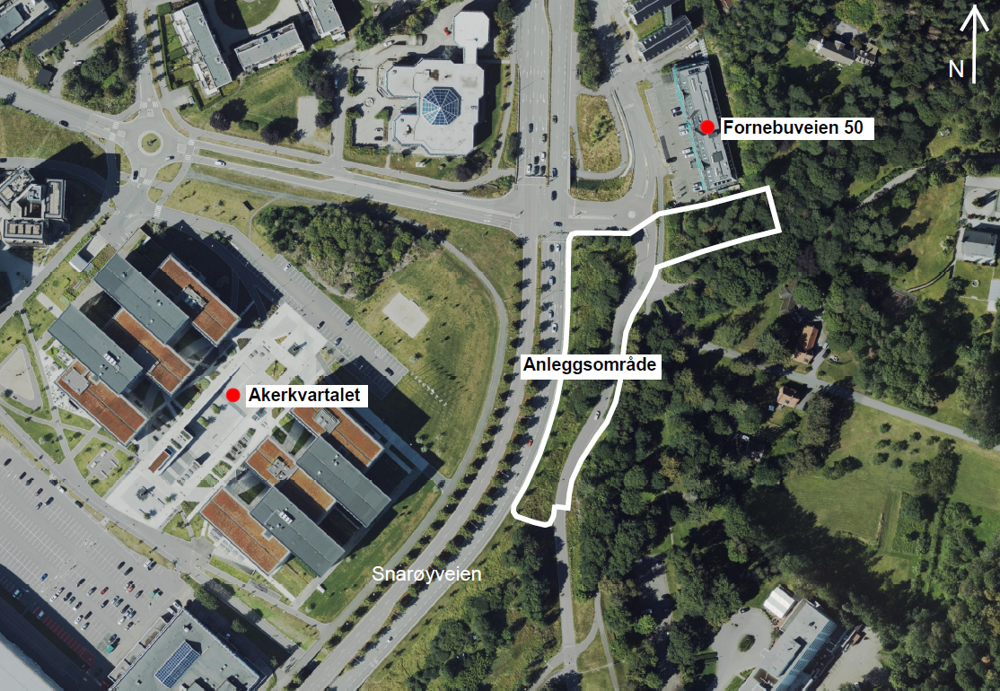 N
Fornebuveien 50
Anleggsområde
Akerkvartalet
Snarøyveien